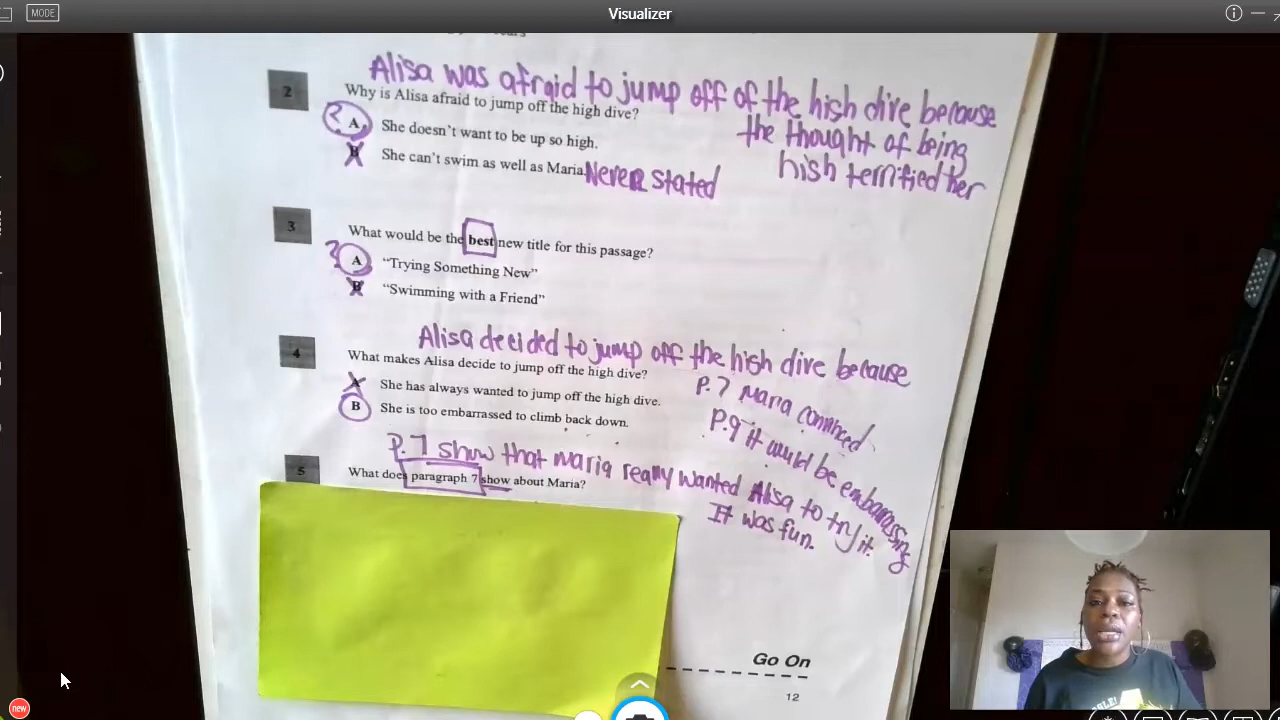 MODE
Visualizer
Alisa was afraid to jump off of the high dive because
the thought of being
high terrified her
2
Why is Alisa afraid to jump off the high dive?
A She doesn't want to be up so high.
B She can't swim as well as Maria.
Never stated
3
What would be the best new title for this passage?
A "Trying Something New"
B "Swimming with a Friend"
Alisa decided to jump off the high dive because
4
What makes Alisa decide to jump off the high dive?
A She has always wanted to jump off the high dive.
B She is too embarrassed to climb back down.
P.7 Maria
P.9 it would be embarassing
P.7 show that Maria really wanted Alisa to try it.
It was fun.
5
What does paragraph 7 show about Maria?
Go On
12
new